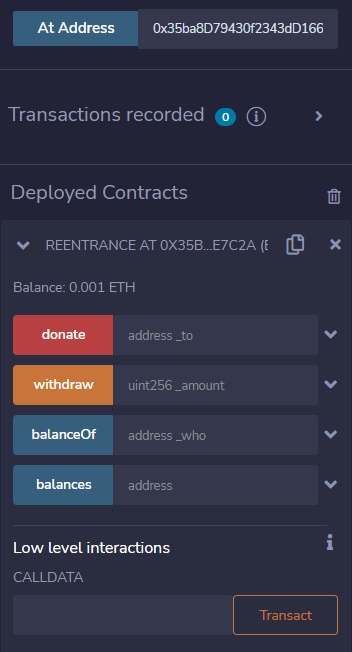 At Address 0x35ba8D79430f2343dD166
Transactions recorded 0 i
Deployed Contracts
REENTRANCE AT 0X35B...E7C2A (E
Balance: 0.001 ETH
donate address _to
withdraw uint256 _amount
balanceOf address _who
balances address
Low level interactions i
CALLDATA
Transact